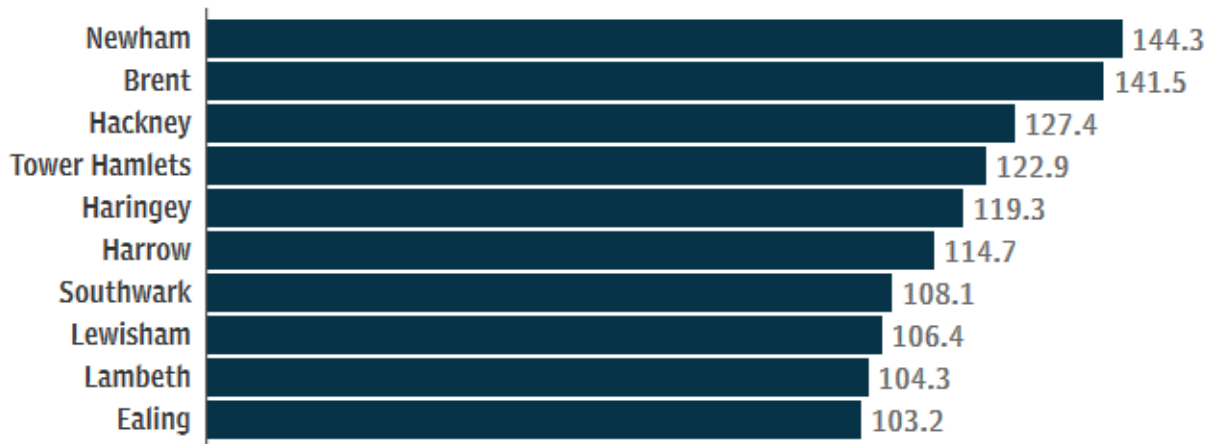 Newham 144.3
Brent 141.5
Hackney 127.4
Tower Hamlets 122.9
Haringey 119.3
Harrow 114.7
Southwark 108.1
Lewisham 106.4
Lambeth 104.3
Ealing 103.2